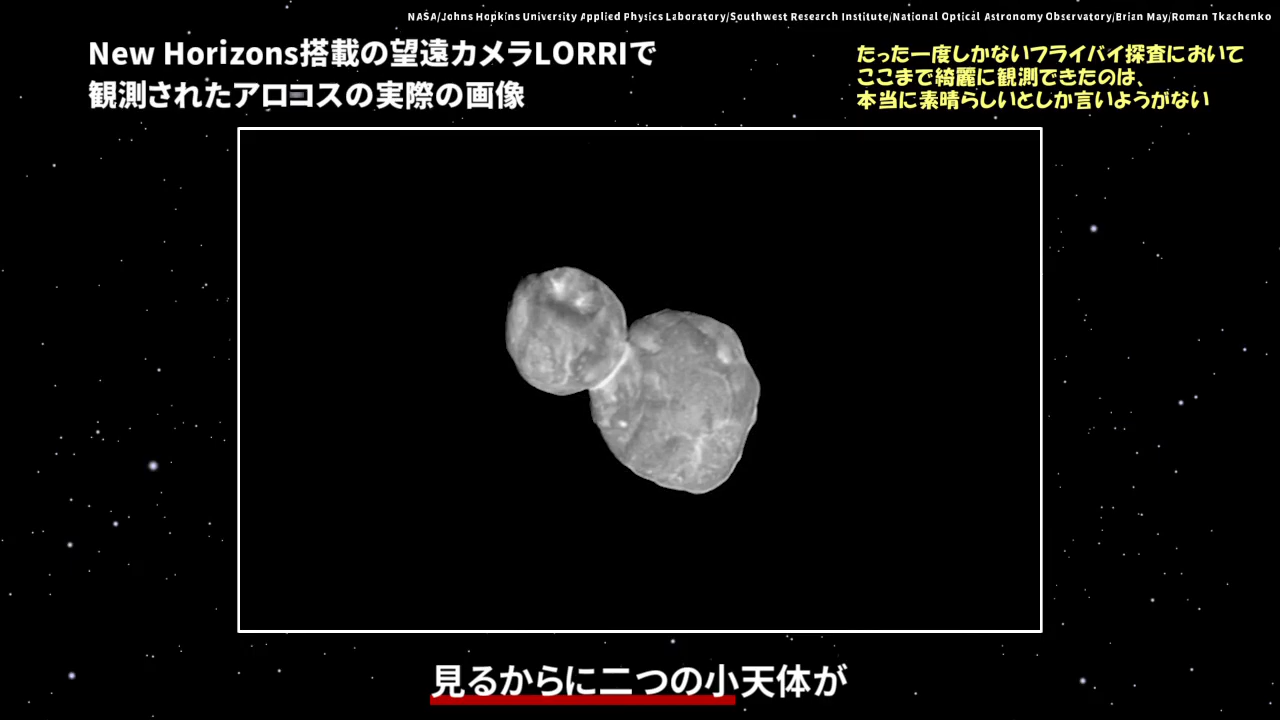 NASA/Johns Hopkins University Applied Physics Laboratory/Southwest Research Institute/National Optical Astronomy Observatory/Brian May/Roman Tkachenko
New Horizons搭載の望遠カメラLORRIで
観測されたアロコスの実際の画像
たった一度しかないフライバイ探査において
ここまで綺麗に観測できたのは、
本当に素晴らしいとしか言いようがない
見るからに二つの小天体が